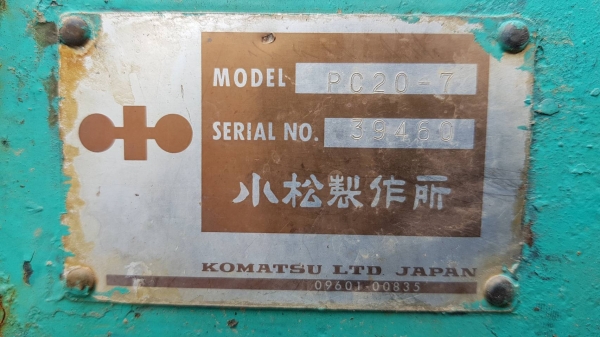 MODEL PC20-7
SERIAL NO. 39460
小松製作所
KOMATSU LTD JAPAN
09601-00835